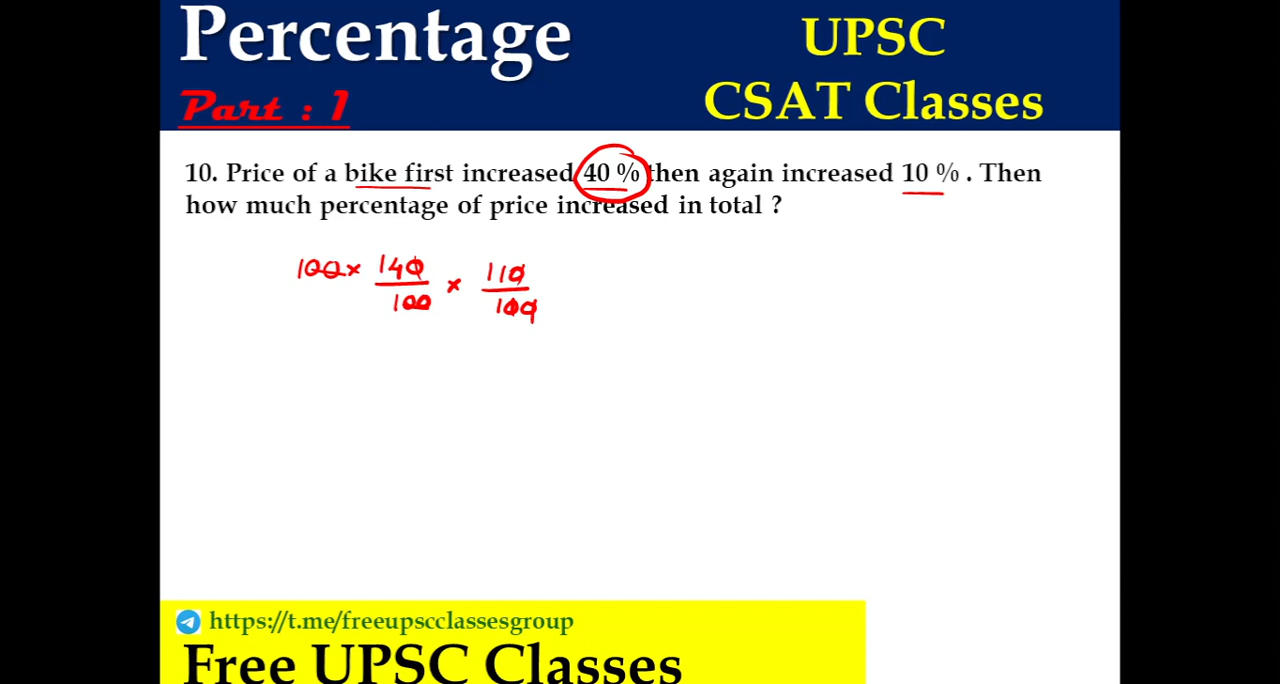 Percentage
Part : 1
UPSC
CSAT Classes
10. Price of a bike first increased 40 % then again increased 10 % . Then
how much percentage of price increased in total ?
100 × 140/100 × 110/100
https://t.me/freeupscclassesgroup
Free UPSC Classes